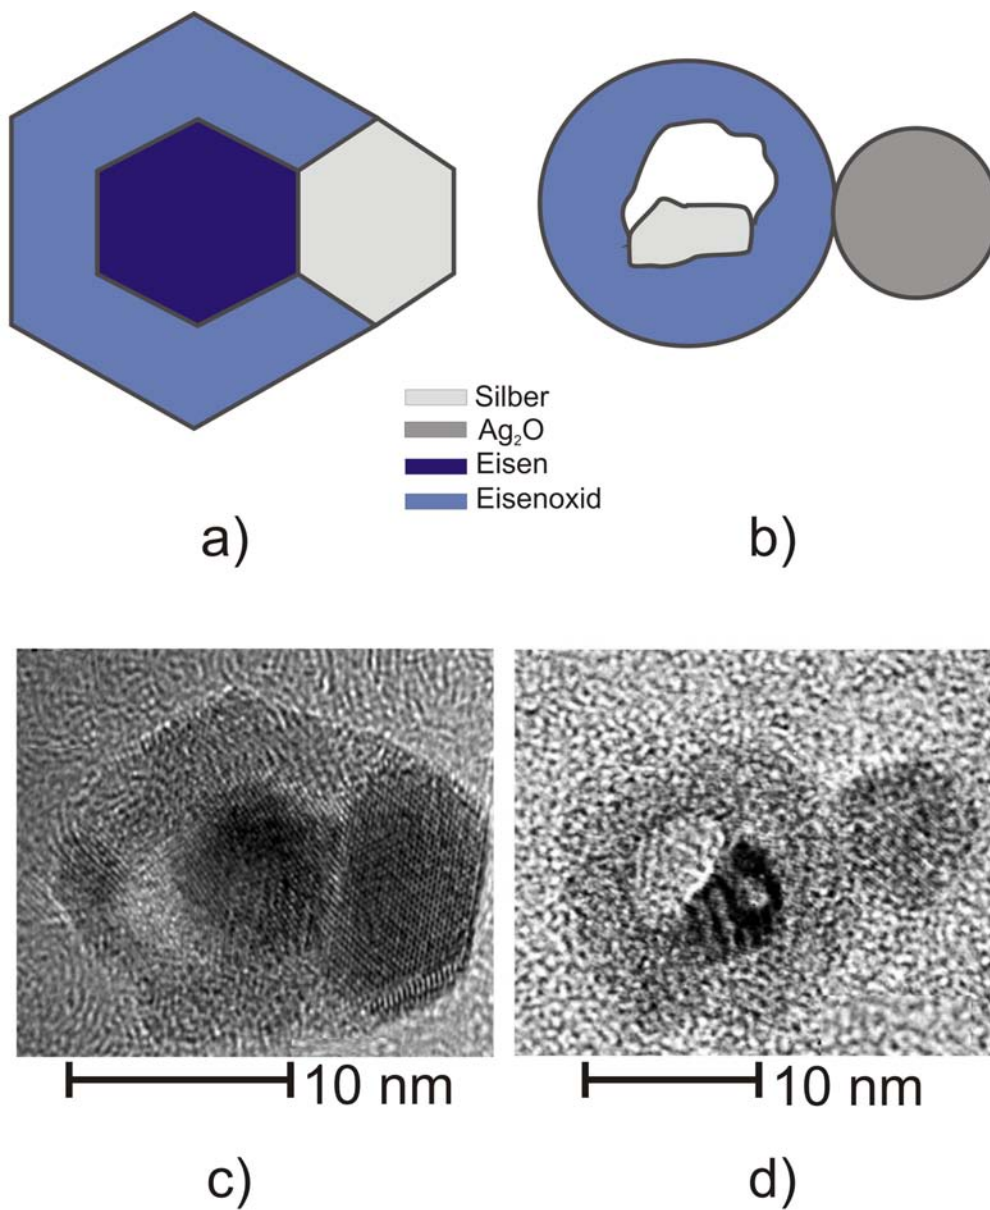 Silber
Ag₂O
Eisen
Eisenoxid
a)
b)
10 nm
10 nm
c)
d)